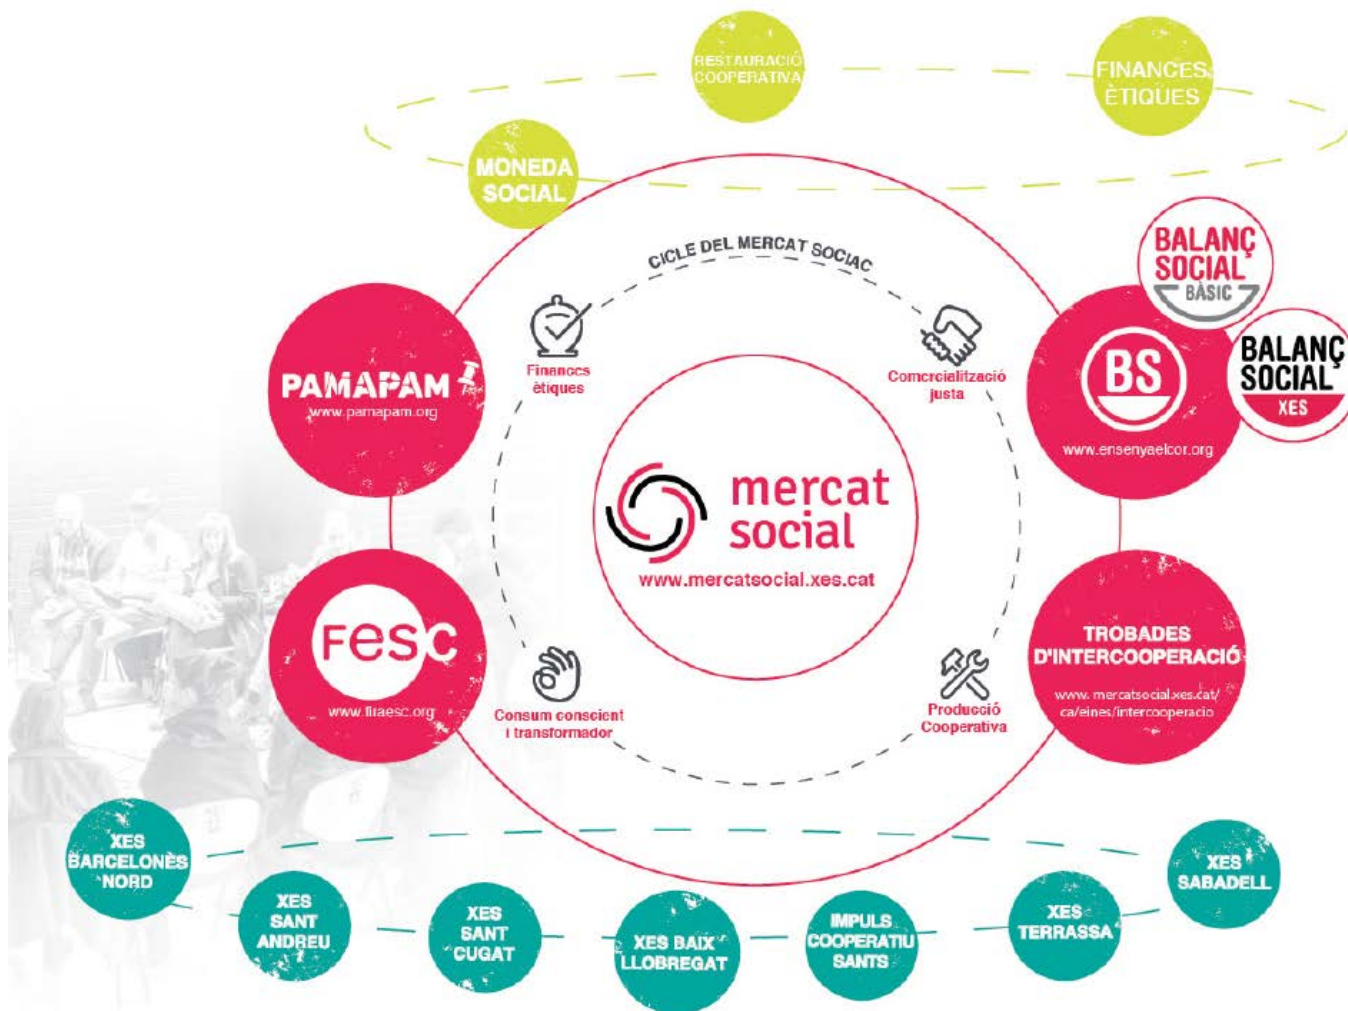 RESTAURACIÓ
COOPERATIVA
FINANCES
ÈTIQUES
MONEDA
SOCIAL
CICLE DEL MERCAT SOCIAC
BALANÇ
SOCIAL
BÀSIC
BALANÇ
SOCIAL
XES
BS
www.ensenyaelcor.org
PAMAPAM
www.pamapam.org
Financcs
ètiques
Comcrcialització
justa
mercat
social
www.mercatsocial.xes.cat
FesC
www.firaesc.org
Consum conscient
i transformador
Producció
Cooperativa
TROBADES
D'INTERCOOPERACIÓ
www. mercatsocial.xes.cat/
ca/eines/intercooperacio
XES
BARCELONÈS
NORD
XES
SANT
ANDREU
XES
SANT
CUGAT
XES BAIX
LLOBREGAT
IMPULS
COOPERATIU
SANTS
XES
TERRASSA
XES
SABADELL